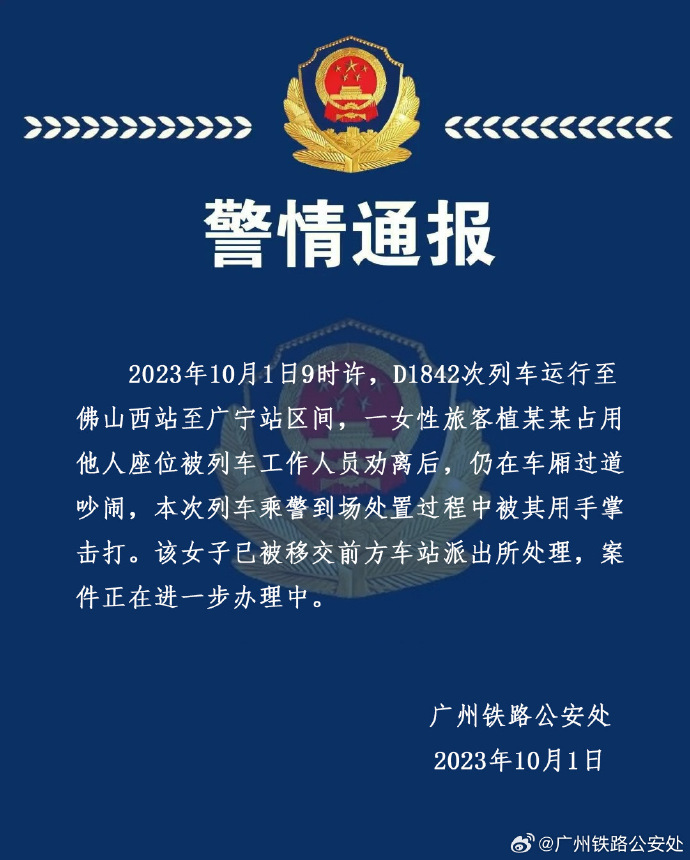 警情通报
2023年10月1日9时许，D1842次列车运行至
佛山西站至广宁站区间，一女性旅客植某某占用
他人座位被列车工作人员劝离后，仍在车厢过道
吵闹，本次列车乘警到场处置过程中被其用手掌
击打。该女子已被移交前方车站派出所处理，案
件正在进一步办理中。
广州铁路公安处
2023年10月1日
@广州铁路公安处